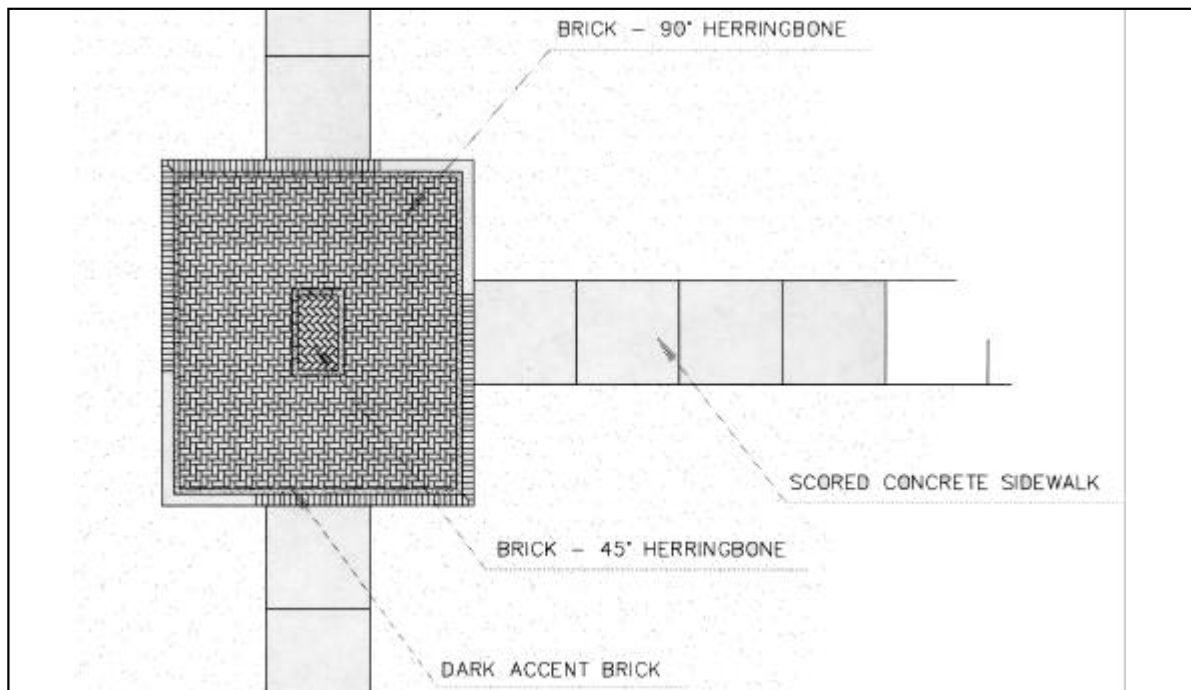 BRICK – 90° HERRINGBONE
SCORED CONCRETE SIDEWALK
BRICK – 45° HERRINGBONE
DARK ACCENT BRICK